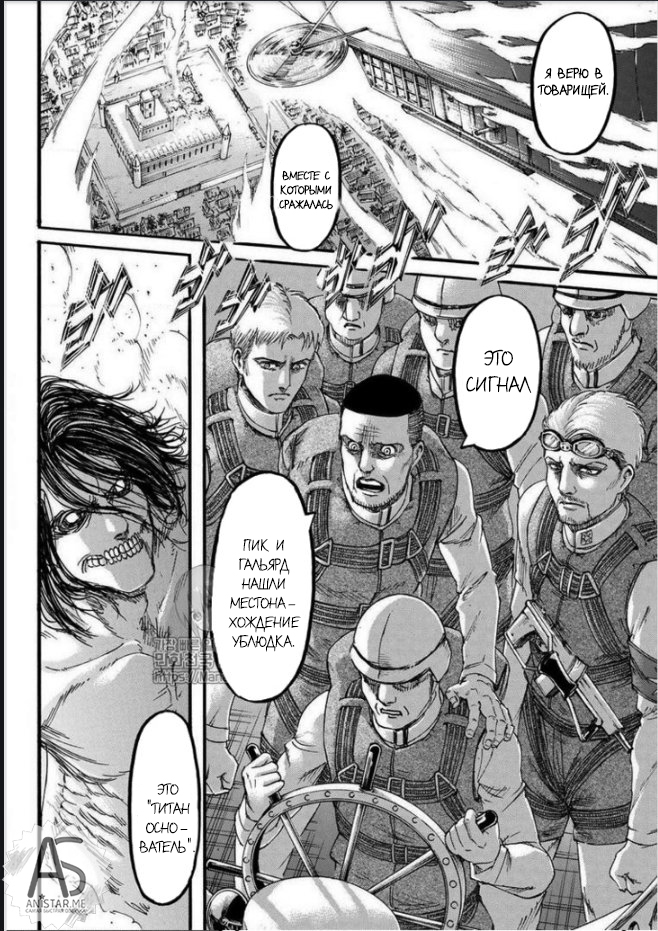 Я ВЕРЮ В
ТОВАРИЩЕЙ.
ВМЕСТЕ С
КОТОРЫМИ
СРАЖАЛАСЬ
ЭТО
СИГНАЛ
ПИК И
ГАЛЬЯРД
НАШЛИ
МЕСТОНА-
ХОЖДЕНИЕ
УБЛЮДКА.
ЭТО
"ТИТАН
ОСНО-
ВАТЕЛЬ".
AS
ANISTAR.ME